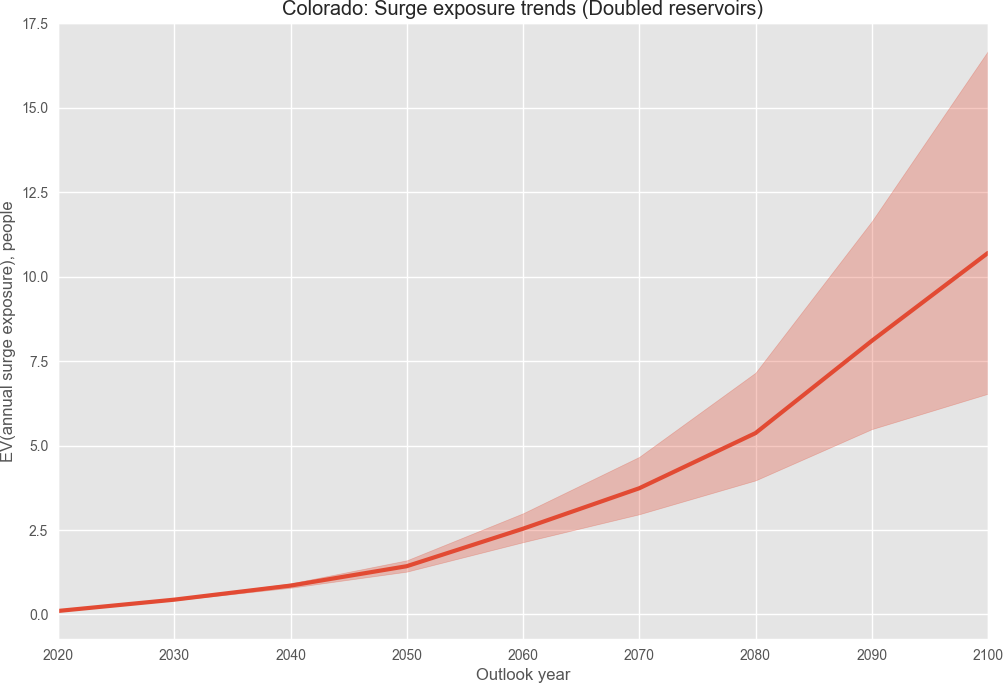 Colorado: Surge exposure trends (Doubled reservoirs)
EV(annual surge exposure), people
17.5
15.0
12.5
10.0
7.5
5.0
2.5
0.0
2020 2030 2040 2050 2060 2070 2080 2090 2100
Outlook year